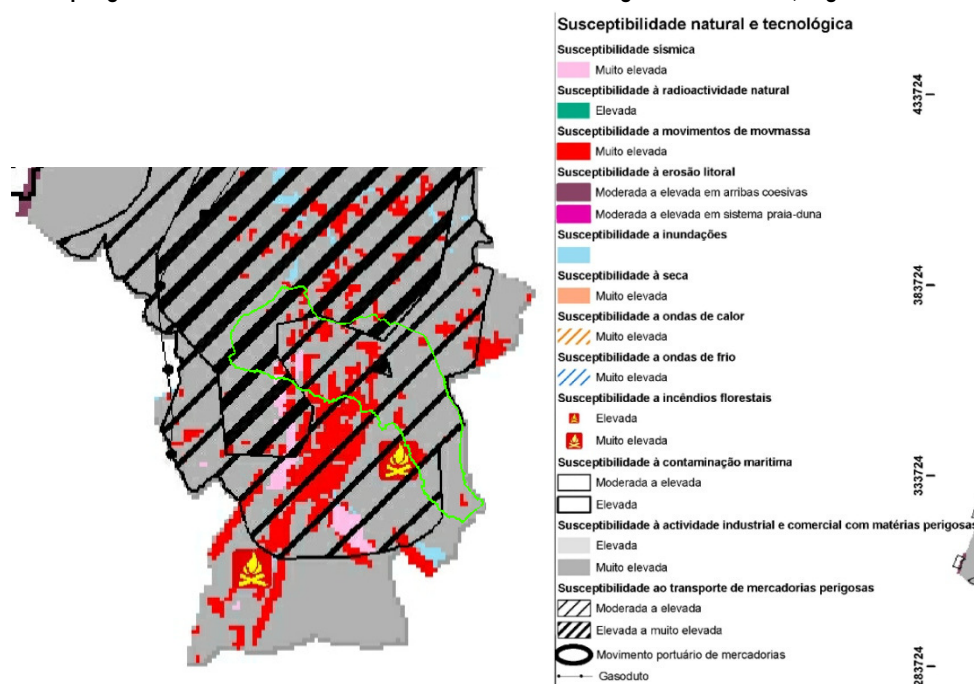 Susceptibilidade natural e tecnológica
Susceptibilidade sísmica
Muito elevada
Susceptibilidade à radioactividade natural
Elevada
Susceptibilidade a movimentos de movmassa
Muito elevada
Susceptibilidade à erosão litoral
Moderada a elevada em arribas coesivas
Moderada a elevada em sistema praia-duna
Susceptibilidade a inundações
Susceptibilidade à seca
Muito elevada
Susceptibilidade a ondas de calor
Muito elevada
Susceptibilidade a ondas de frio
Muito elevada
Susceptibilidade a incêndios florestais
Elevada
Muito elevada
Susceptibilidade à contaminação marítima
Moderada a elevada
Elevada
Susceptibilidade à actividade industrial e comercial com matérias perigosas
Elevada
Muito elevada
Susceptibilidade ao transporte de mercadorias perigosas
Moderada a elevada
Elevada a muito elevada
Movimento portuário de mercadorias
Gasoduto
433724
383724
333724
283724